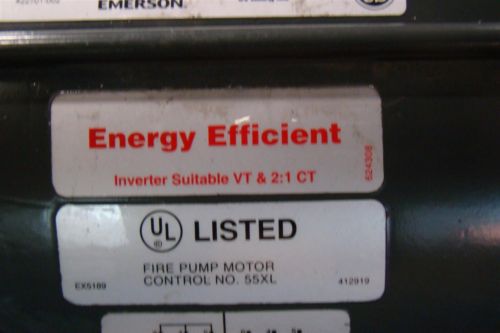 EMERSON
Energy Efficient
Inverter Suitable VT & 2:1 CT
624308
UL LISTED
FIRE PUMP MOTOR
EX5189 CONTROL NO. 55XL 412919